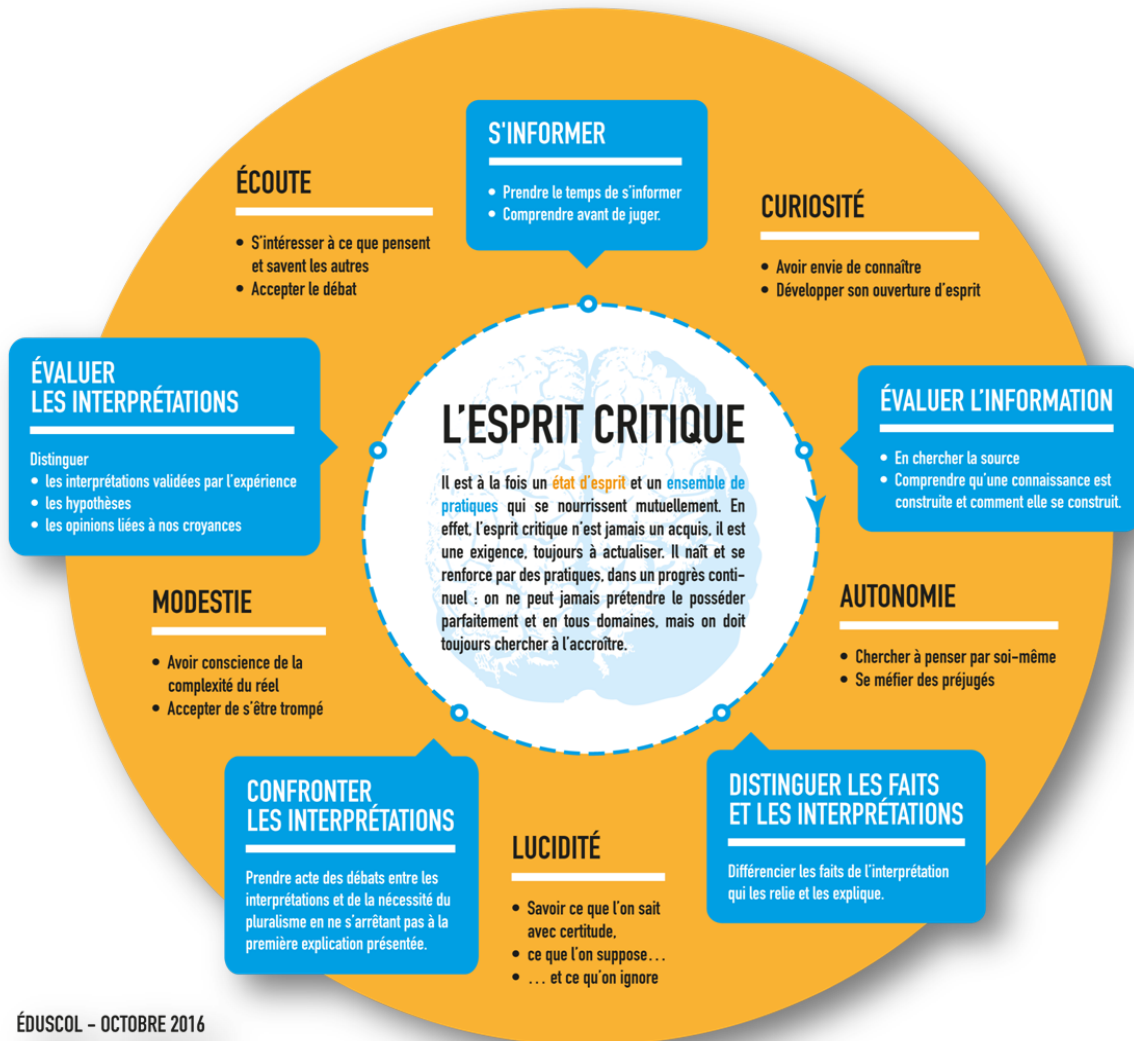 S'INFORMER
• Prendre le temps de s'informer
• Comprendre avant de juger.
ÉCOUTE
• S'intéresser à ce que pensent
et savent les autres
• Accepter le débat
CURIOSITÉ
• Avoir envie de connaître
• Développer son ouverture d'esprit
ÉVALUER
LES INTERPRÉTATIONS
Distinguer
• les interprétations validées par l'expérience
• les hypothèses
• les opinions liées à nos croyances
L'ESPRIT CRITIQUE
Il est à la fois un état d'esprit et un ensemble de
pratiques qui se nourrissent mutuellement. En
effet, l'esprit critique n'est jamais un acquis, il est
une exigence, toujours à actualiser. Il naît et se
renforce par des pratiques, dans un progrès conti-
nuel : on ne peut jamais prétendre le posséder
parfaitement et en tous domaines, mais on doit
toujours chercher à l'accroître.
ÉVALUER L'INFORMATION
• En chercher la source
• Comprendre qu'une connaissance est
construite et comment elle se construit.
MODESTIE
• Avoir conscience de la
complexité du réel
• Accepter de s'être trompé
AUTONOMIE
• Chercher à penser par soi-même
• Se méfier des préjugés
CONFRONTER
LES INTERPRÉTATIONS
Prendre acte des débats entre les
interprétations et de la nécessité du
pluralisme en ne s'arrêtant pas à la
première explication présentée.
LUCIDITÉ
• Savoir ce que l'on sait
avec certitude,
• ce que l'on suppose...
• ... et ce qu'on ignore
DISTINGUER LES FAITS
ET LES INTERPRÉTATIONS
Différencier les faits de l'interprétation
qui les relie et les explique.
ÉDUSCOL - OCTOBRE 2016